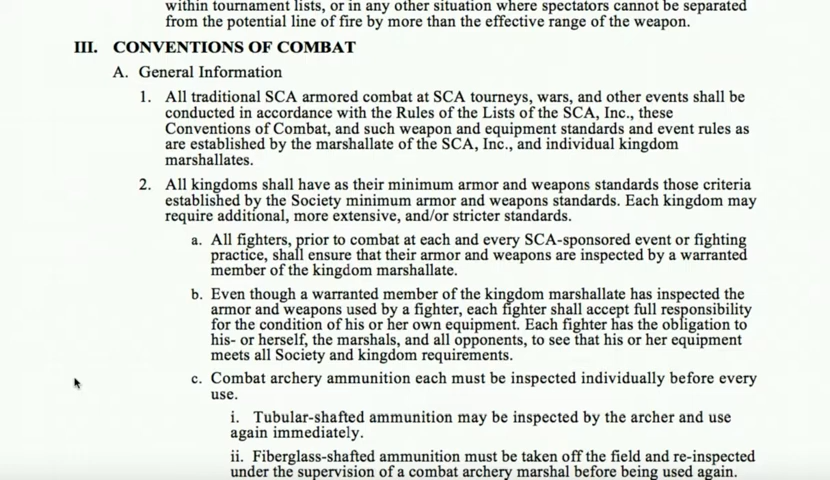 within tournament lists, or in any other situation where spectators cannot be separated
from the potential line of fire by more than the effective range of the weapon.
III. CONVENTIONS OF COMBAT
A. General Information
1. All traditional SCA armored combat at SCA tourneys, wars, and other events shall be
conducted in accordance with the Rules of the Lists of the SCA, Inc., these
Conventions of Combat, and such weapon and equipment standards and event rules as
are established by the marshallate of the SCA, Inc., and individual kingdom
marshallates.
2. All kingdoms shall have as their minimum armor and weapons standards those criteria
established by the Society minimum armor and weapons standards. Each kingdom may
require additional, more extensive, and/or stricter standards.
a. All fighters, prior to combat at each and every SCA-sponsored event or fighting
practice, shall ensure that their armor and weapons are inspected by a warranted
member of the kingdom marshallate.
b. Even though a warranted member of the kingdom marshallate has inspected the
armor and weapons used by a fighter, each fighter shall accept full responsibility
for the condition of his or her own equipment. Each fighter has the obligation to
his- or herself, the marshals, and all opponents, to see that his or her equipment
meets all Society and kingdom requirements.
c. Combat archery ammunition each must be inspected individually before every
use.
i. Tubular-shafted ammunition may be inspected by the archer and use
again immediately.
ii. Fiberglass-shafted ammunition must be taken off the field and re-inspected
under the supervision of a combat archery marshal before being used again.